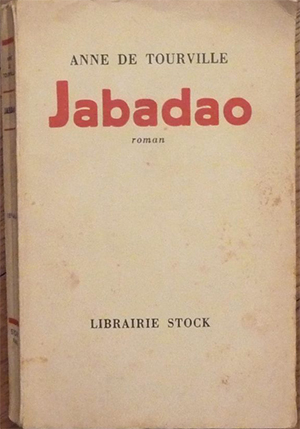 ANNE DE TOURVILLE
Jabadao
roman
LIBRAIRIE STOCK